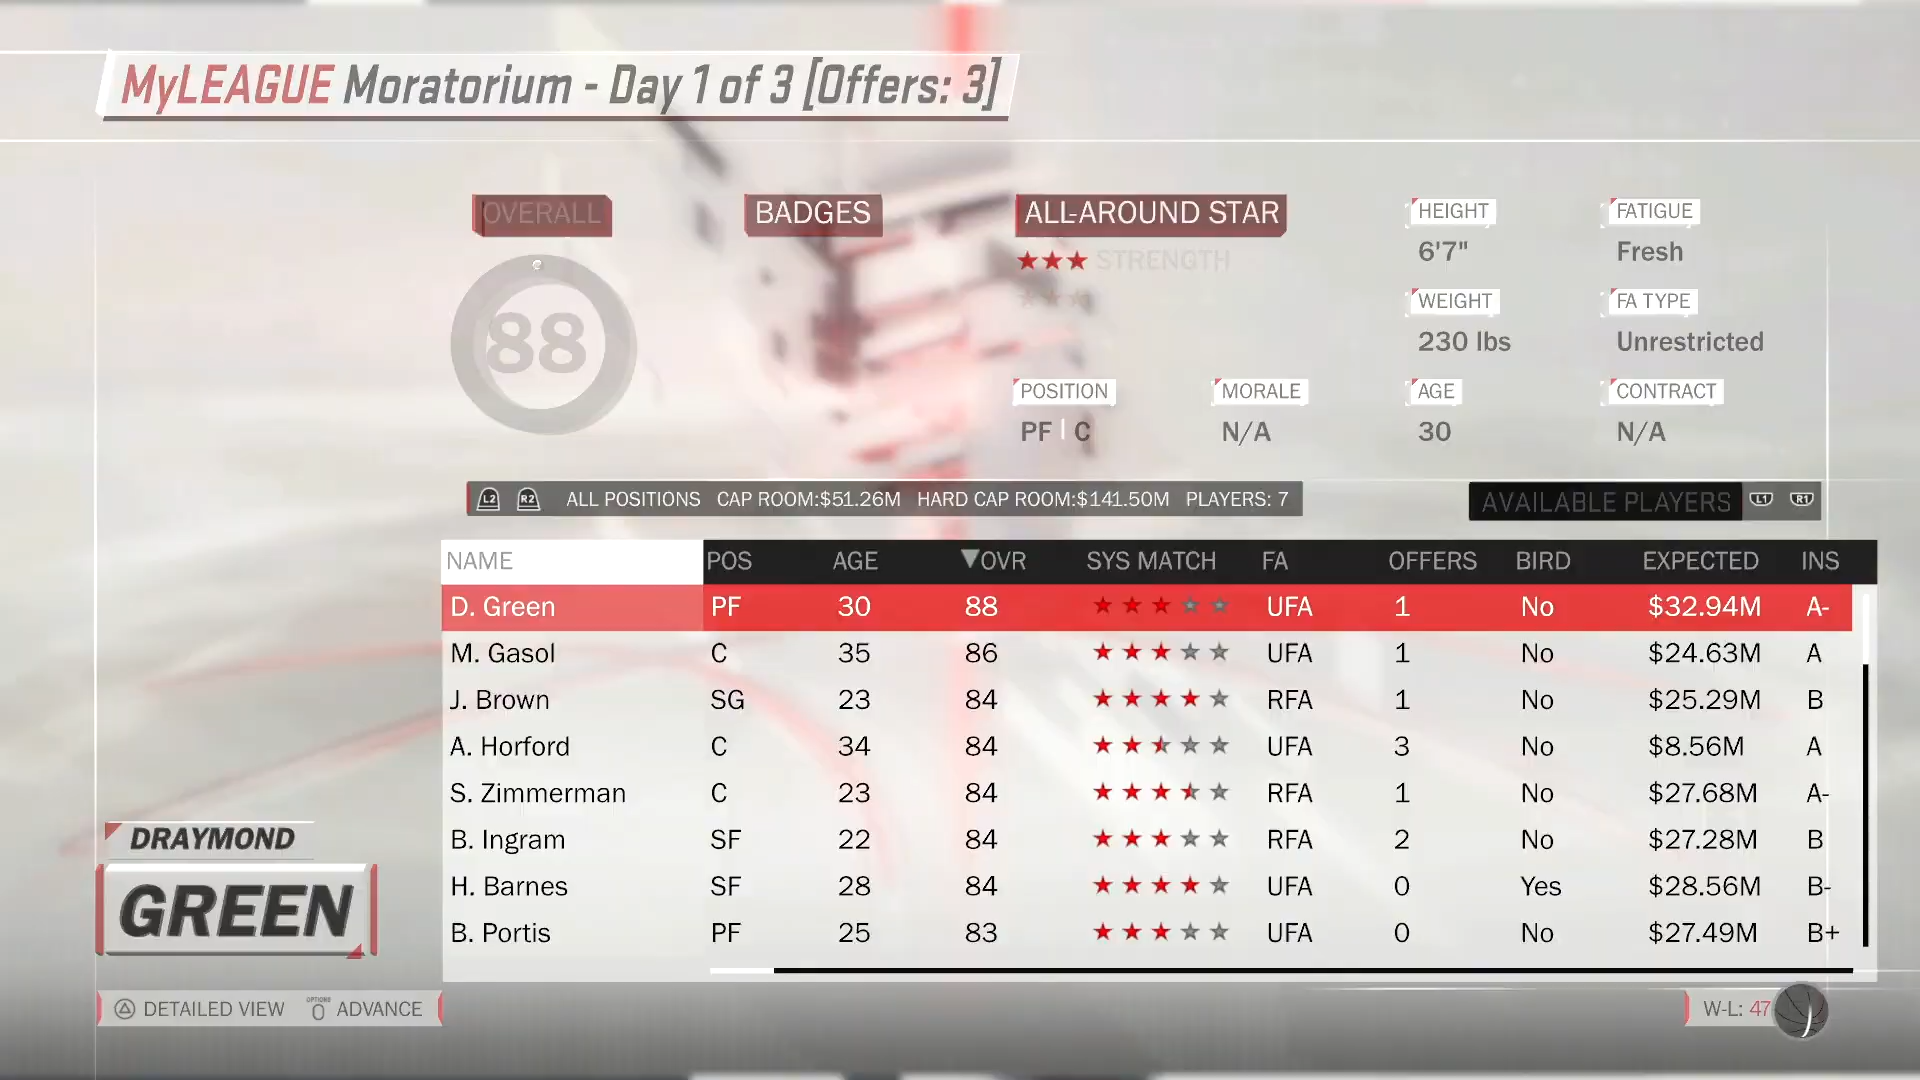 MyLEAGUE Moratorium - Day 1 of 3 [Offers: 3]
OVERALL BADGES ALL-AROUND STAR HEIGHT FATIGUE
88
STRENGTH
6'7" Fresh
WEIGHT FA TYPE
230 lbs Unrestricted
POSITION MORALE AGE CONTRACT
PF C N/A 30 N/A
L2 R2 ALL POSITIONS CAP ROOM:$51.26M HARD CAP ROOM:$141.50M PLAYERS: 7 AVAILABLE PLAYERS L1 R1
NAME POS AGE OVR SYS MATCH FA OFFERS BIRD EXPECTED INS
D. Green PF 30 88 UFA 1 No $32.94M A-
M. Gasol C 35 86 UFA 1 No $24.63M A
J. Brown SG 23 84 RFA 1 No $25.29M B
A. Horford C 34 84 UFA 3 No $8.56M A
S. Zimmerman C 23 84 RFA 1 No $27.68M A-
B. Ingram SF 22 84 RFA 2 No $27.28M B
H. Barnes SF 28 84 UFA 0 Yes $28.56M B-
B. Portis PF 25 83 UFA 0 No $27.49M B+
DRAYMOND
GREEN
DETAILED VIEW OPTIONS ADVANCE W-L: 47